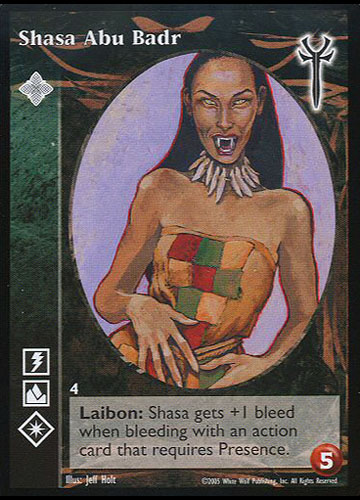 Shasa Abu Badr
4
Laibon: Shasa gets +1 bleed
when bleeding with an action
card that requires Presence.
5
Illus: Jeff Holt
©2005 White Wolf Publishing, Inc. All Rights Reserved